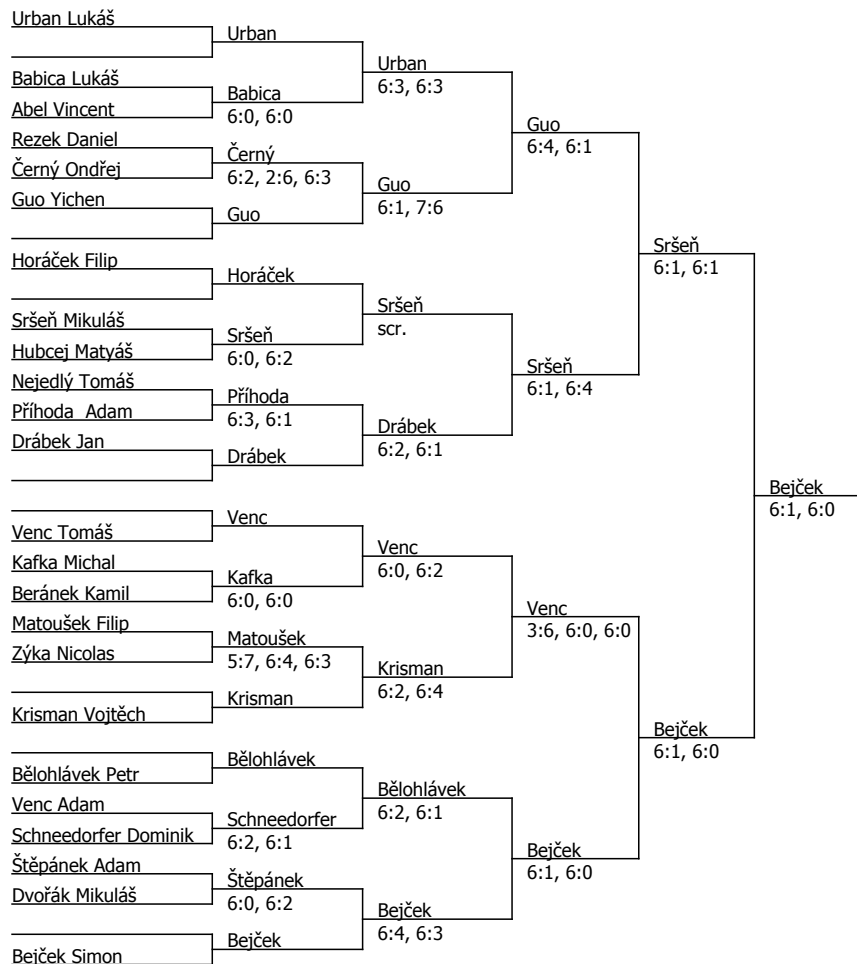 Urban Lukáš
Babica Lukáš
Abel Vincent
Rezek Daniel
Černý Ondřej
Guo Yichen
Horáček Filip
Sršeň Mikuláš
Hubcej Matyáš
Nejedlý Tomáš
Příhoda  Adam
Drábek Jan
Venc Tomáš
Kafka Michal
Beránek Kamil
Matoušek Filip
Zýka Nicolas
Krisman Vojtěch
Bělohlávek Petr
Venc Adam
Schneedorfer Dominik
Štěpánek Adam
Dvořák Mikuláš
Bejček Simon
Urban
Babica
6:0, 6:0
Černý
6:2, 2:6, 6:3
Guo
Horáček
Sršeň
6:0, 6:2
Příhoda
6:3, 6:1
Drábek
Venc
Kafka
6:0, 6:0
Matoušek
5:7, 6:4, 6:3
Krisman
Bělohlávek
Schneedorfer
6:2, 6:1
Štěpánek
6:0, 6:2
Bejček
Urban
6:3, 6:3
Guo
6:1, 7:6
Sršeň
scr.
Drábek
6:2, 6:1
Venc
6:0, 6:2
Krisman
6:2, 6:4
Bělohlávek
6:2, 6:1
Bejček
6:4, 6:3
Guo
6:4, 6:1
Sršeň
6:1, 6:4
Venc
3:6, 6:0, 6:0
Bejček
6:1, 6:0
Sršeň
6:1, 6:1
Bejček
6:1, 6:0
Bejček
6:1, 6:0